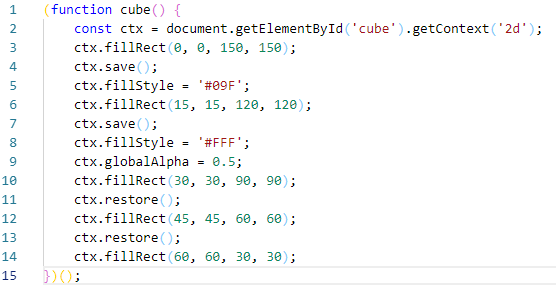 1 (function cube() {
2 const ctx = document.getElementById('cube').getContext('2d');
3 ctx.fillRect(0, 0, 150, 150);
4 ctx.save();
5 ctx.fillStyle = '#09F';
6 ctx.fillRect(15, 15, 120, 120);
7 ctx.save();
8 ctx.fillStyle = '#FFF';
9 ctx.globalAlpha = 0.5;
10 ctx.fillRect(30, 30, 90, 90);
11 ctx.restore();
12 ctx.fillRect(45, 45, 60, 60);
13 ctx.restore();
14 ctx.fillRect(60, 60, 30, 30);
15 })();